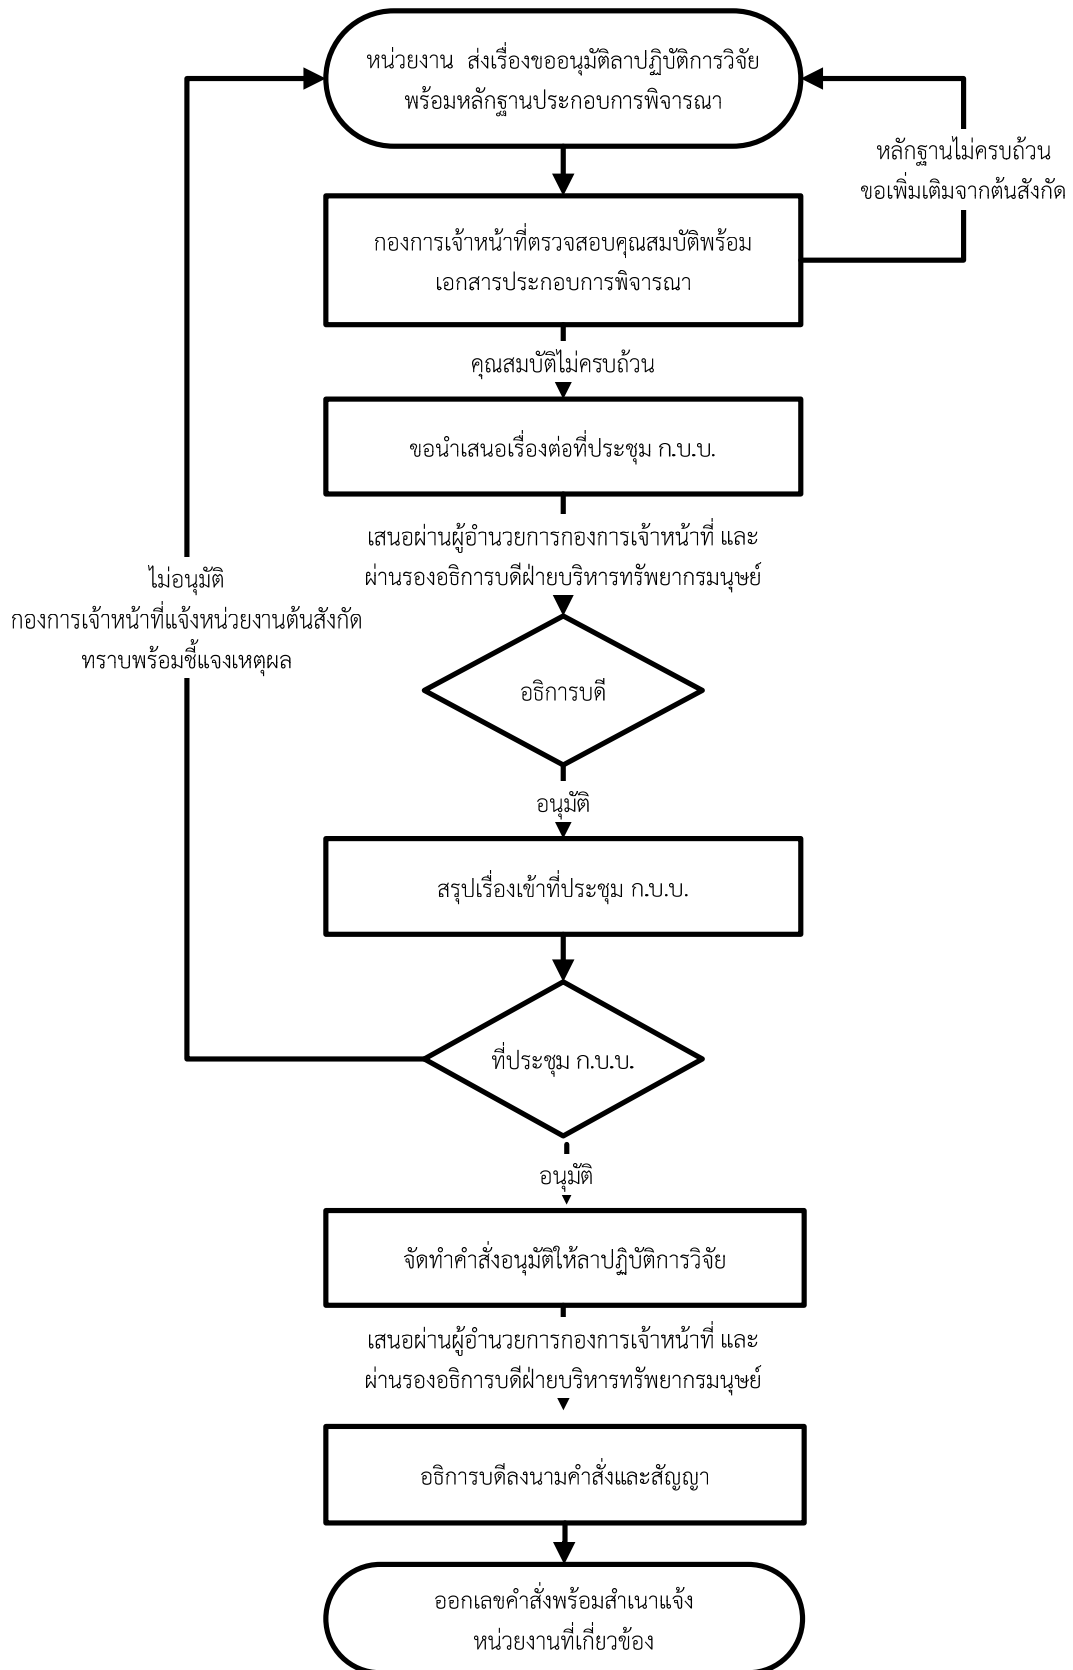 หน่วยงาน ส่งเรื่องขออนุมัติลาปฏิบัติการวิจัย
พร้อมหลักฐานประกอบการพิจารณา
หลักฐานไม่ครบถ้วน
ขอเพิ่มเติมจากต้นสังกัด
กองการเจ้าหน้าที่ตรวจสอบคุณสมบัติพร้อม
เอกสารประกอบการพิจารณา
คุณสมบัติไม่ครบถ้วน
ขอนำเสนอเรื่องต่อที่ประชุม ก.บ.บ.
เสนอผ่านผู้อำนวยการกองการเจ้าหน้าที่ และ
ผ่านรองอธิการบดีฝ่ายบริหารทรัพยากรมนุษย์
ไม่อนุมัติ
กองการเจ้าหน้าที่แจ้งหน่วยงานต้นสังกัด
ทราบพร้อมชี้แจงเหตุผล
อธิการบดี
อนุมัติ
สรุปเรื่องเข้าที่ประชุม ก.บ.บ.
ที่ประชุม ก.บ.บ.
อนุมัติ
จัดทำคำสั่งอนุมัติให้ลาปฏิบัติการวิจัย
เสนอผ่านผู้อำนวยการกองการเจ้าหน้าที่ และ
ผ่านรองอธิการบดีฝ่ายบริหารทรัพยากรมนุษย์
อธิการบดีลงนามคำสั่งและสัญญา
ออกเลขคำสั่งพร้อมสำเนาแจ้ง
หน่วยงานที่เกี่ยวข้อง